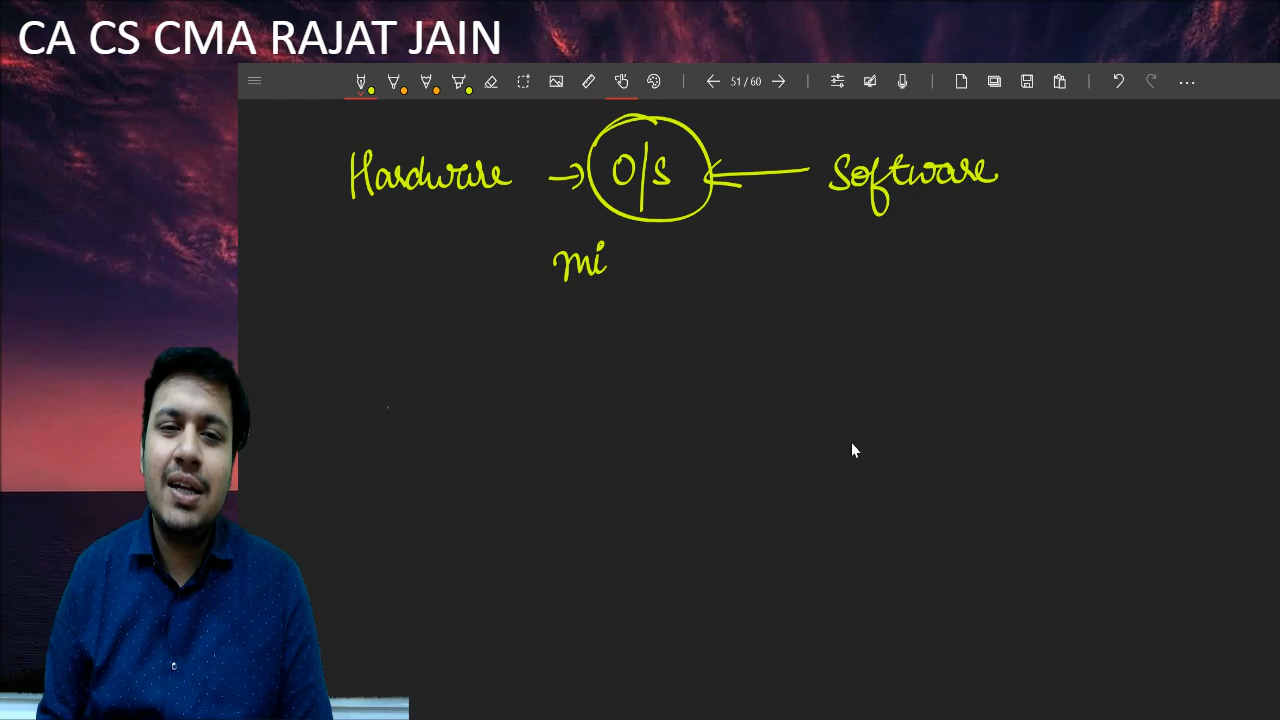 CA CS CMA RAJAT JAIN
51 / 60
Hardware → O/S ← Software
mi